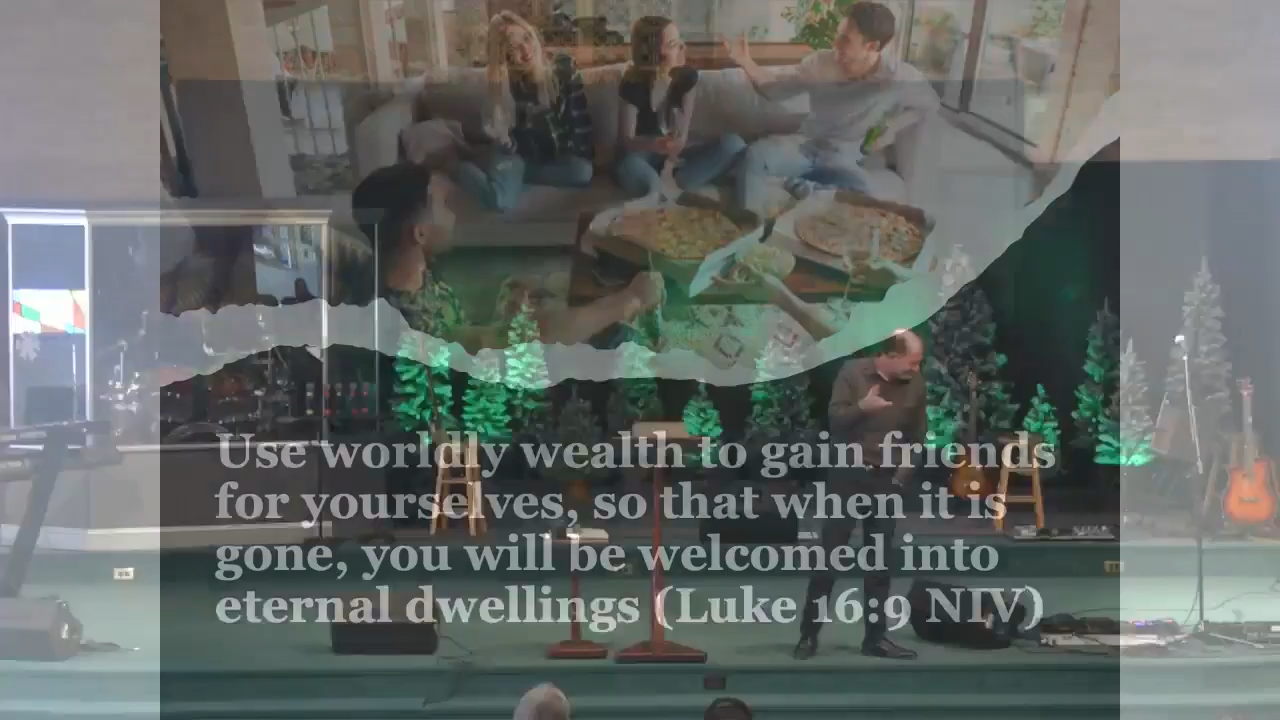 Use worldly wealth to gain friends
for yourselves, so that when it is
gone, you will be welcomed into
eternal dwellings (Luke 16:9 NIV)